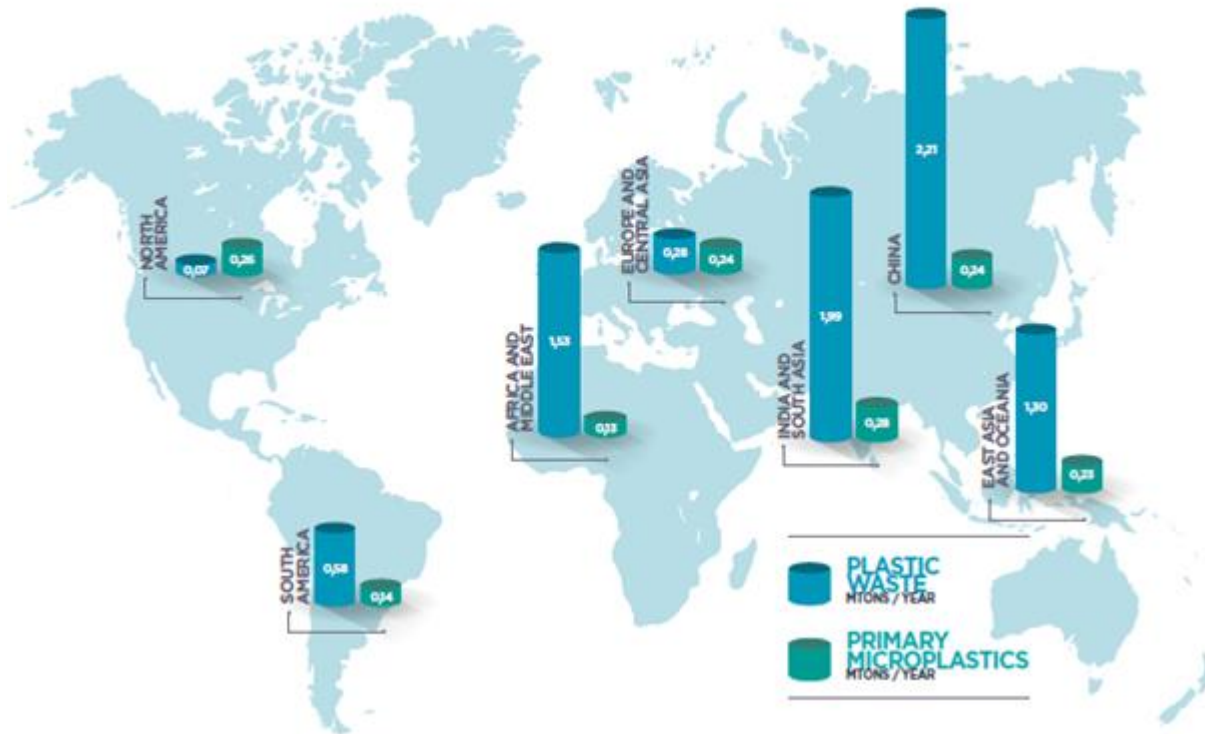 NORTH
AMERICA
0,07
0,26
SOUTH
AMERICA
0,58
0,14
AFRICA AND
MIDDLE EAST
1,53
0,13
EUROPE AND
CENTRAL ASIA
0,28
0,24
INDIA AND
SOUTH ASIA
1,99
0,28
CHINA
2,21
0,24
EAST ASIA
AND OCEANIA
1,30
0,23
PLASTIC
WASTE
MTONS / YEAR
PRIMARY
MICROPLASTICS
MTONS / YEAR